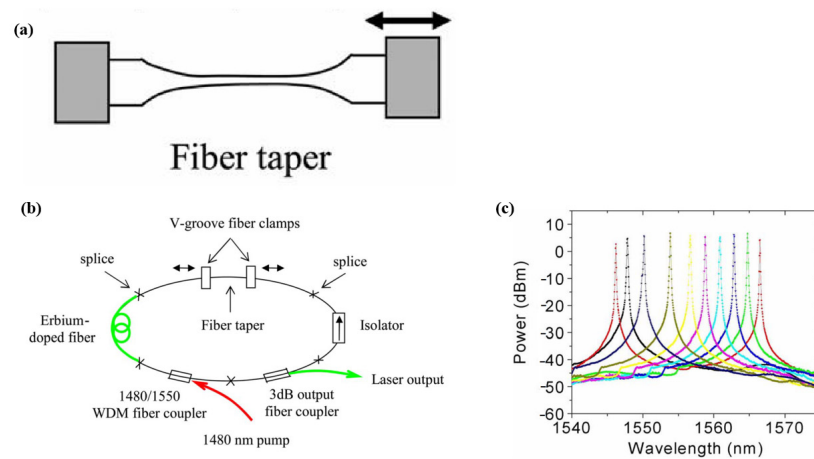 (a)
Fiber taper
(b)
V-groove fiber clamps
splice
splice
Erbium-
doped fiber
Fiber taper
Isolator
1480/1550
WDM fiber coupler
3dB output
fiber coupler
Laser output
1480 nm pump
(c)
Power (dBm)
10
0
-10
-20
-30
-40
-50
-60
1540 1550 1560 1570
Wavelength (nm)